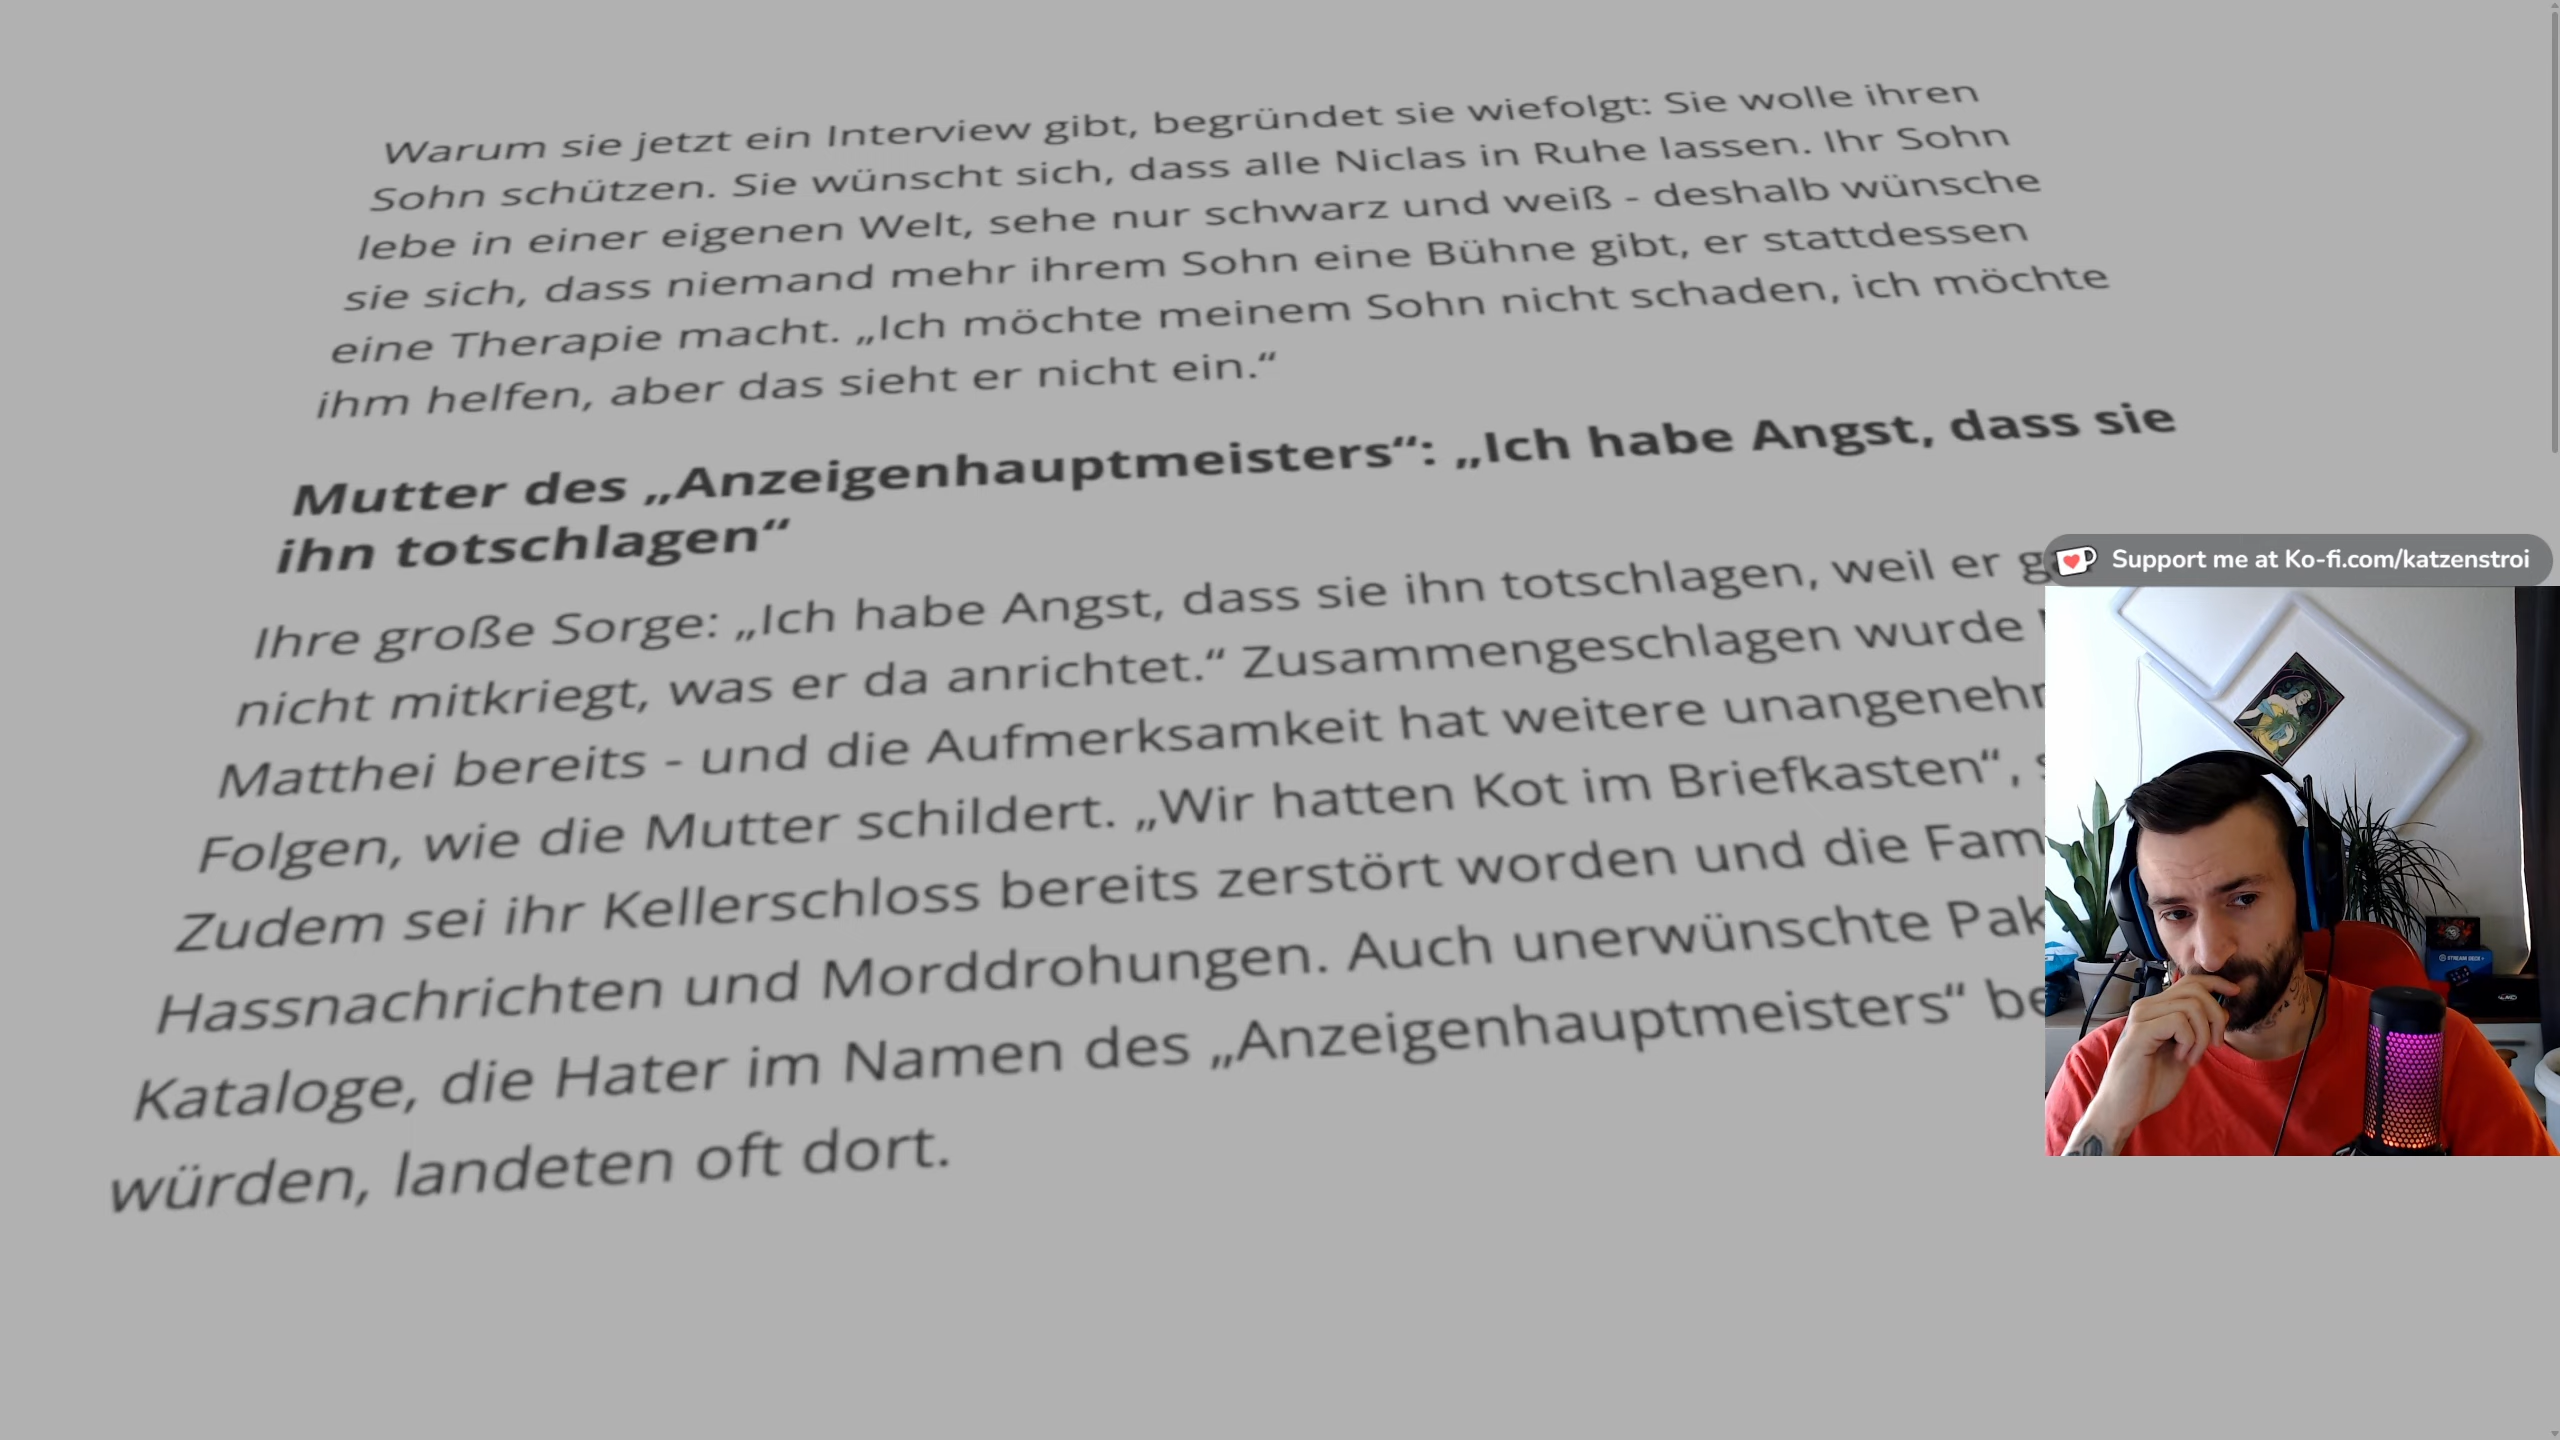 Warum sie jetzt ein Interview gibt, begründet sie wiefolgt: Sie wolle ihren
Sohn schützen. Sie wünscht sich, dass alle Niclas in Ruhe lassen. Ihr Sohn
lebe in einer eigenen Welt, sehe nur schwarz und weiß - deshalb wünsche
sie sich, dass niemand mehr ihrem Sohn eine Bühne gibt, er stattdessen
eine Therapie macht. „Ich möchte meinem Sohn nicht schaden, ich möchte
ihm helfen, aber das sieht er nicht ein.“
Mutter des „Anzeigenhauptmeisters“: „Ich habe Angst, dass sie
ihn totschlagen“
Ihre große Sorge: „Ich habe Angst, dass sie ihn totschlagen, weil er
nicht mitkriegt, was er da anrichtet.“ Zusammengeschlagen wurde
Matthei bereits - und die Aufmerksamkeit hat weitere
Folgen, wie die Mutter schildert. „Wir hatten Kot im Briefkasten“,
Zudem sei ihr Kellerschloss bereits zerstört worden und die
Hassnachrichten und Morddrohungen. Auch unerwünschte
Kataloge, die Hater im Namen des „Anzeigenhauptmeisters“
würden, landeten oft dort.
Support me at Ko-fi.com/katzenstroi
STREAM DECK +